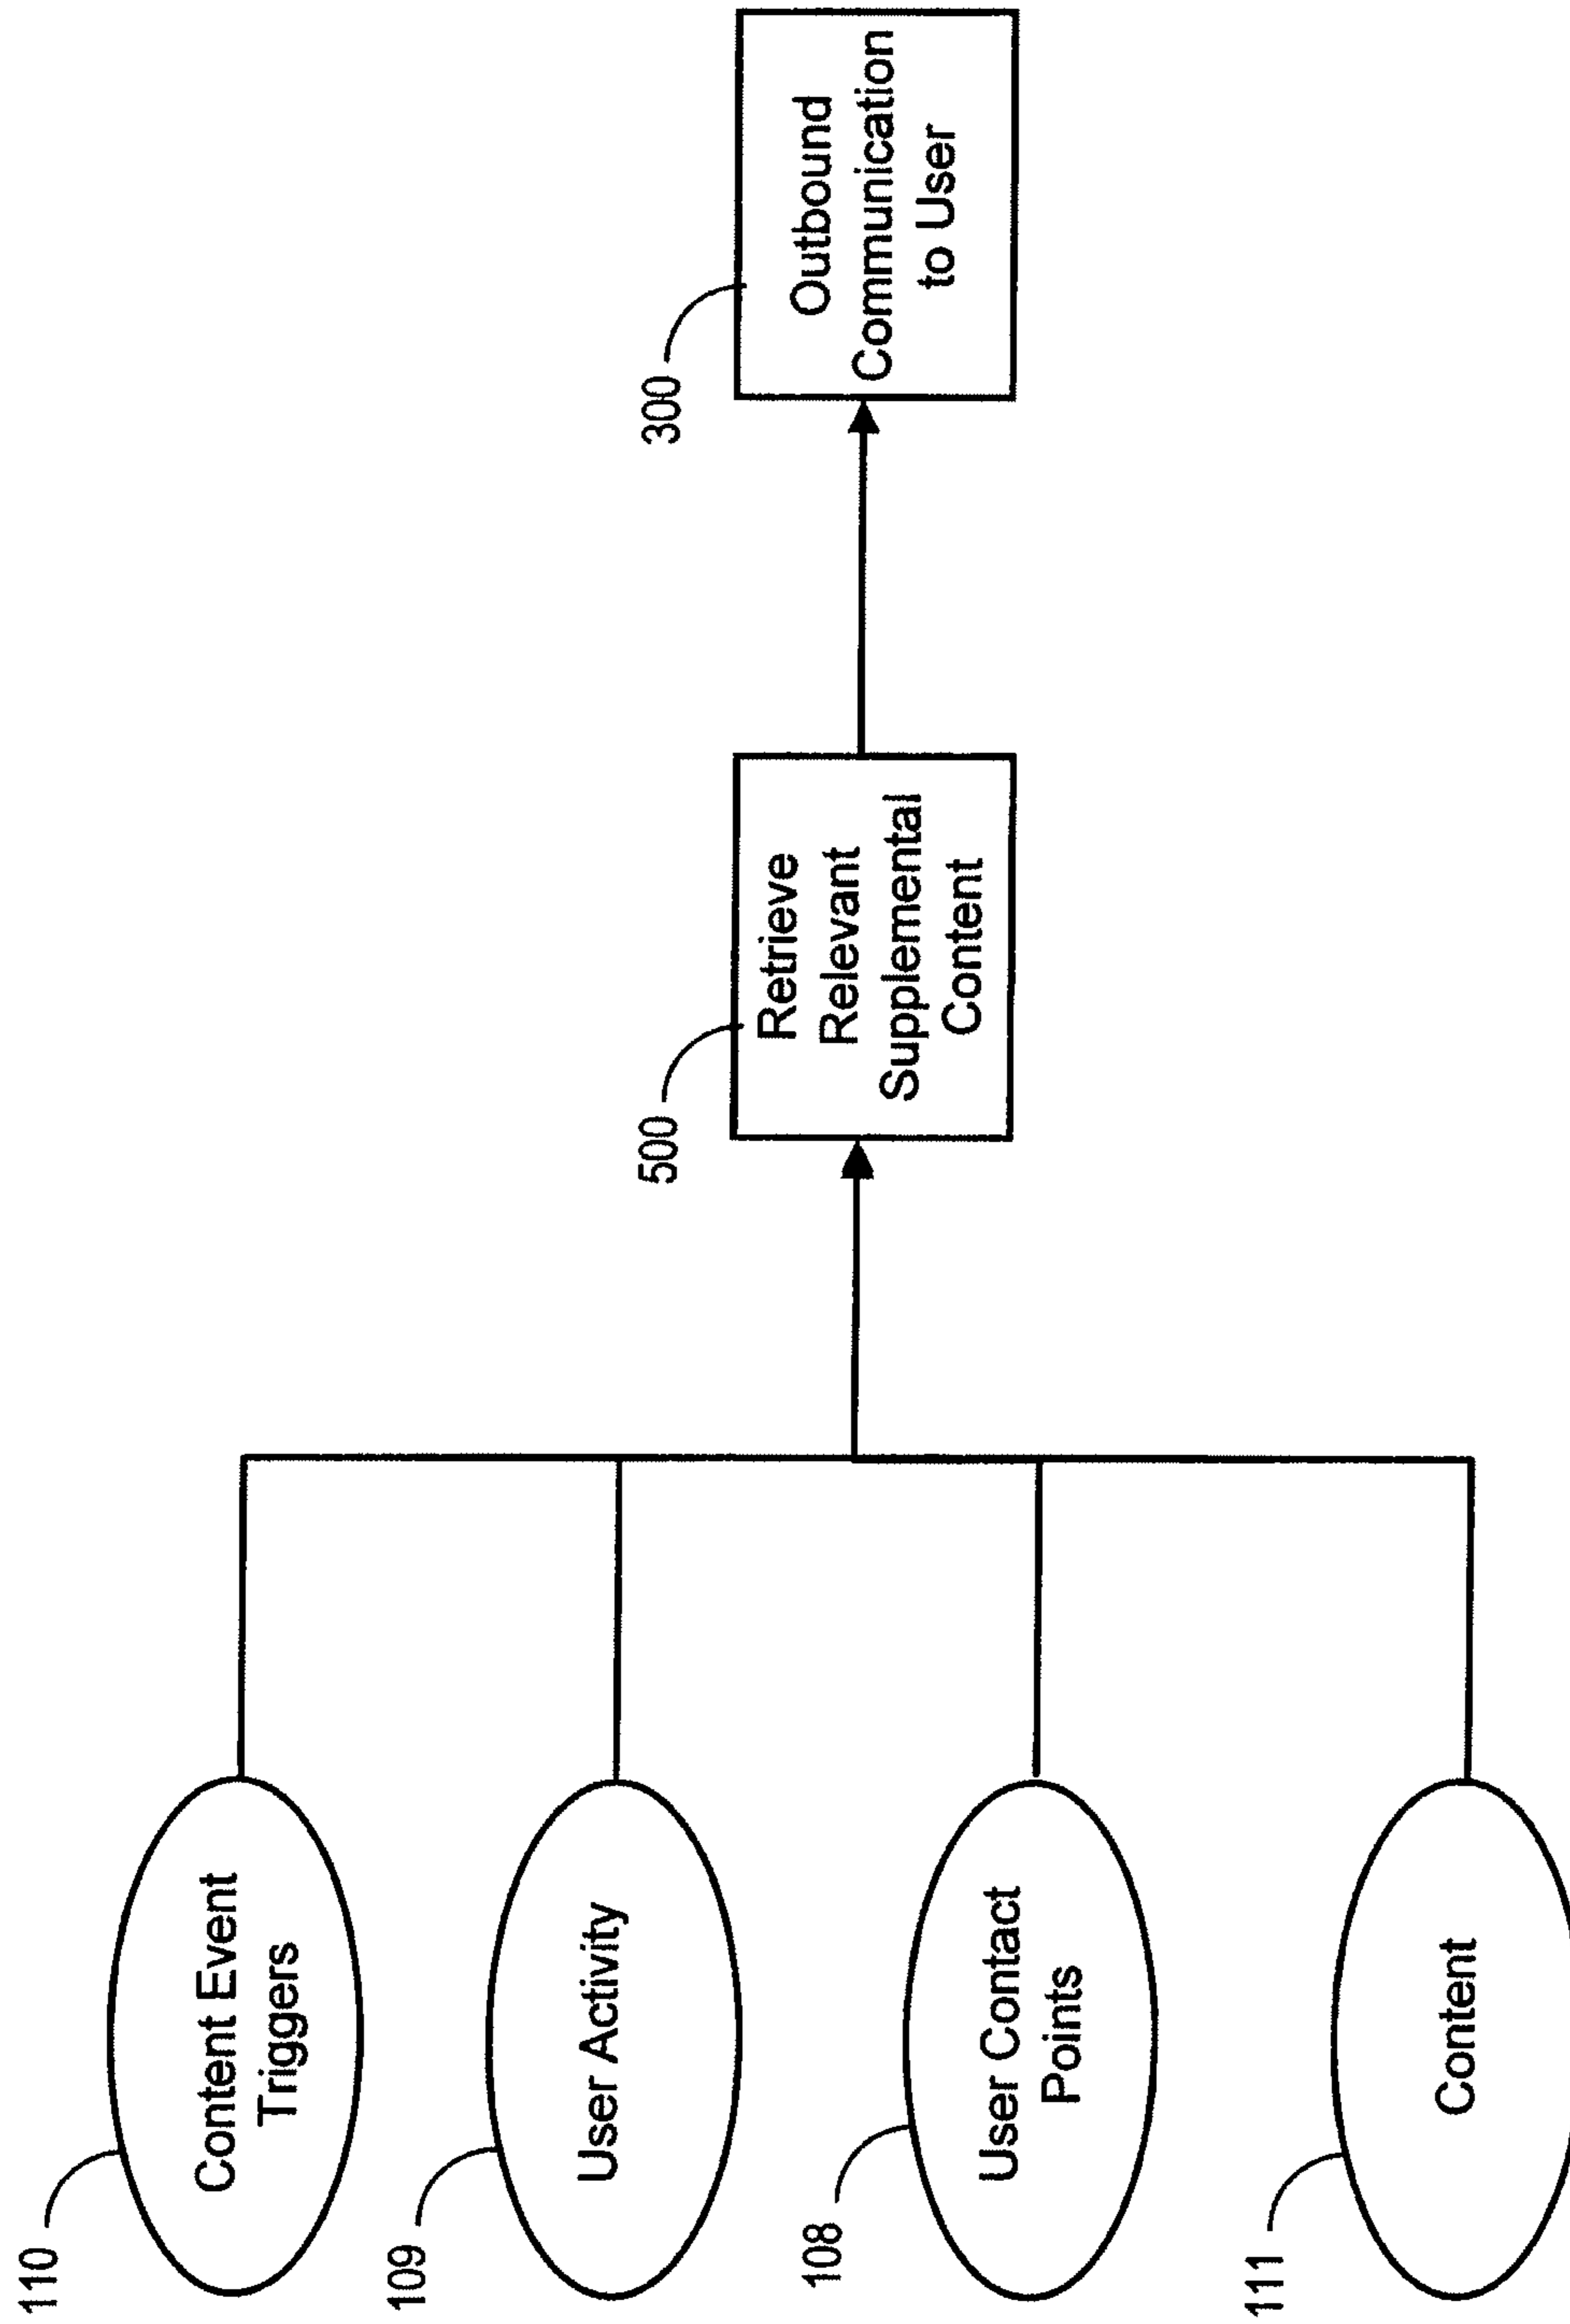 110
Content Event
Triggers
109
User Activity
108
User Contact
Points
111
Content
500
Retrieve
Relevant
Supplemental
Content
300
Outbound
Communication
to User